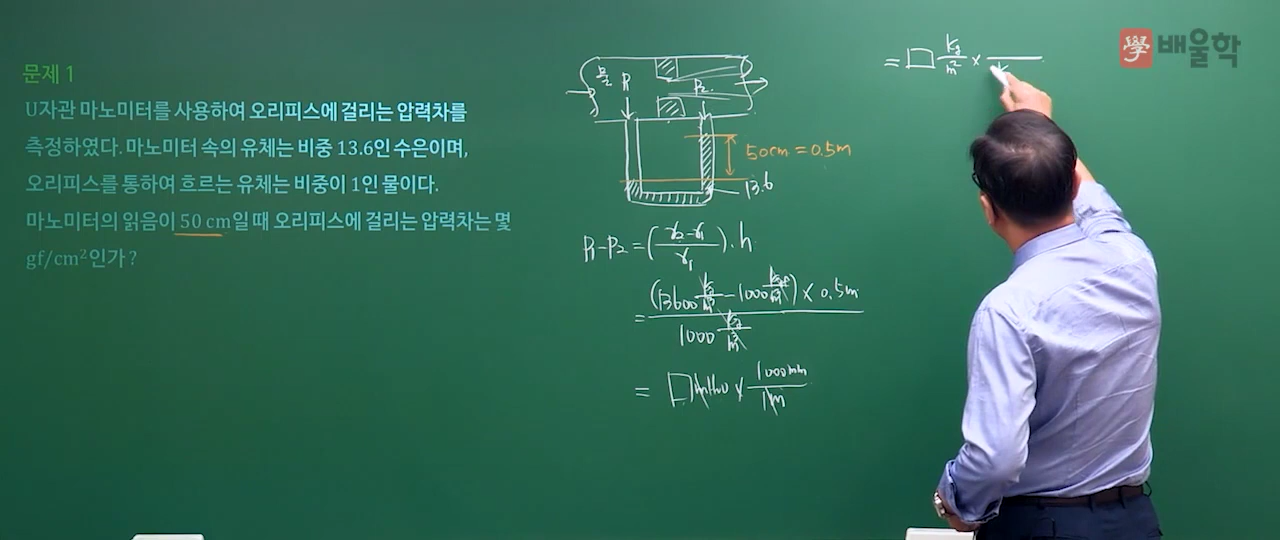 문제 1
U자관 마노미터를 사용하여 오리피스에 걸리는 압력차를
측정하였다. 마노미터 속의 유체는 비중 13.6인 수은이며,
오리피스를 통하여 흐르는 유체는 비중이 1인 물이다.
마노미터의 읽음이 50 cm일 때 오리피스에 걸리는 압력차는 몇
gf/cm²인가?
P₁
P₂
50cm = 0.5m
13.6
P₁-P₂ = (r₂-r₁/r₁)·h
= (13600 kg/m³ - 1000 kgf/m³) × 0.5m / 1000 kg/m³
= □ mH₂O × 1000mm/1m
= □ kg/m² ×
學 배울학